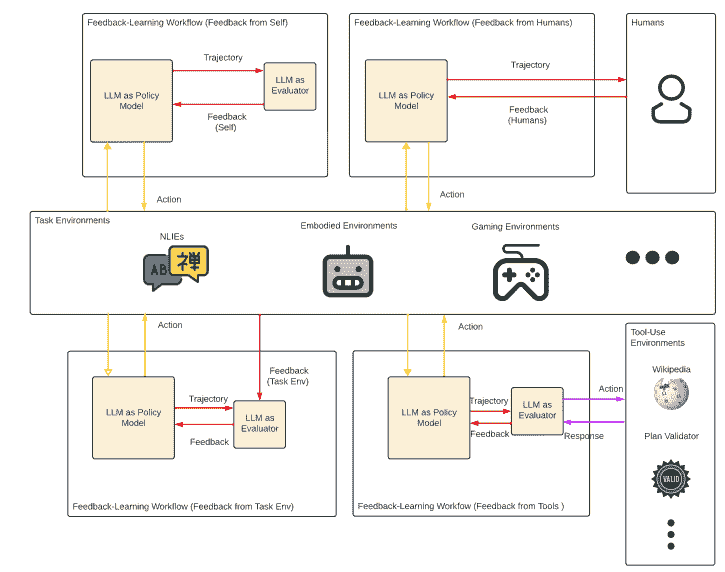 Feedback-Learning Workflow (Feedback from Self)
LLM as Policy
Model
Trajectory
LLM as
Evaluator
Feedback
(Self)
Action
Feedback-Learning Workflow (Feedback from Humans)
LLM as Policy
Model
Trajectory
Feedback
(Humans)
Action
Humans
Task Environments
NLIEs
AB
禅
Embodied Environments
Gaming Environments
Action
Feedback
(Task Env)
LLM as Policy
Model
Trajectory
LLM as
Evaluator
Feedback
Feedback-Learning Workflow (Feedback from Task Env)
Action
LLM as Policy
Model
Trajectory
LLM as
Evaluator
Feedback
Action
Response
Feedback-Learning Workflow (Feedback from Tools )
Tool-Use
Environments
Wikipedia
Plan Validator
VALID